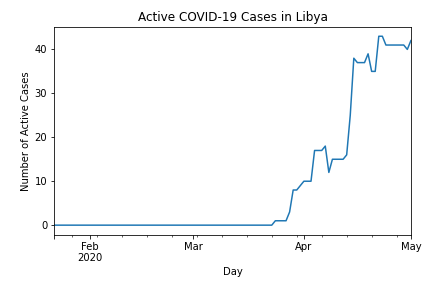 Active COVID-19 Cases in Libya
Number of Active Cases
40
30
20
10
0
Feb
2020
Mar
Apr
May
Day